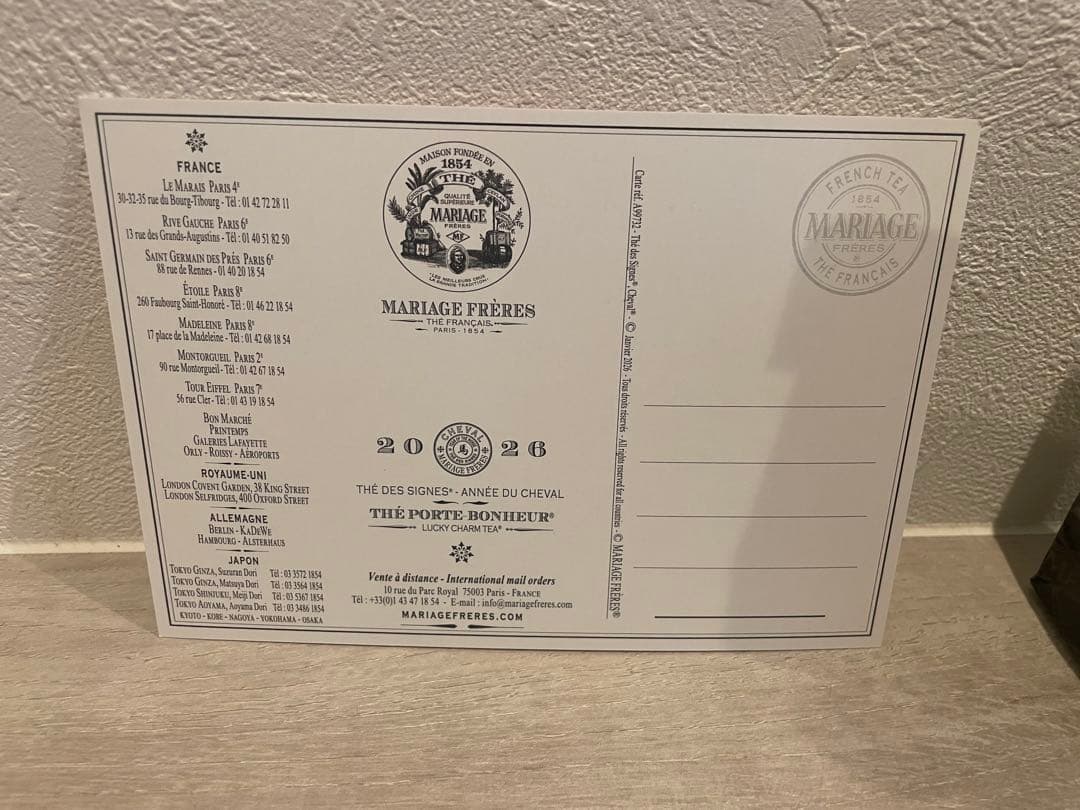 FRANCE
LE MARAIS PARIS 4e
30-32-35 rue du Bourg-Tibourg - Tél : 01 42 72 28 11
RIVE GAUCHE PARIS 6e
13 rue des Grands-Augustins - Tél : 01 40 51 82 50
SAINT GERMAIN DES PRÉS PARIS 6e
88 rue de Rennes - 01 40 20 18 54
ÉTOILE PARIS 8e
260 Faubourg Saint-Honoré - Tél : 01 46 22 18 54
MADELEINE PARIS 8e
17 place de la Madeleine - Tél : 01 42 68 18 54
MONTORGUEIL PARIS 2e
90 rue Montorgueil - Tél : 01 42 67 18 54
TOUR EIFFEL PARIS 7e
56 rue Cler - Tél : 01 43 19 18 54
BON MARCHÉ
PRINTEMPS
GALERIES LAFAYETTE
ORLY - ROISSY - AÉROPORTS
ROYAUME-UNI
LONDON COVENT GARDEN, 38 KING STREET
LONDON SELFRIDGES, 400 OXFORD STREET
ALLEMAGNE
BERLIN - KADEWE
HAMBOURG - ALSTERHAUS
JAPON
TOKYO GINZA, Suzuran Dori Tél : 03 3572 1854
TOKYO GINZA, Matsuya Dori Tél : 03 3564 1854
TOKYO SHINJUKU, Meiji Dori Tél : 03 5367 1854
TOKYO AOYAMA, Aoyama Dori Tél : 03 3486 1854
KYOTO - KOBE - NAGOYA - YOKOHAMA - OSAKA
MAISON FONDÉE EN
1854
THÉ
QUALITÉ
SUPÉRIEURE
MARIAGE
FRÈRES
MF
"LES MEILLEURS CRUS
LA GRANDE TRADITION"
MARIAGE FRÈRES
THÉ FRANÇAIS
PARIS - 1854
20 26
CHEVAL
馬
MARIAGE FRÈRES
THÉ DES SIGNES® - ANNÉE DU CHEVAL
THÉ PORTE-BONHEUR®
LUCKY CHARM TEA®
Vente à distance - International mail orders
10 rue du Parc Royal 75003 Paris - FRANCE
Tél : +33(0)1 43 47 18 54 - E-mail : info@mariagefreres.com
MARIAGEFRERES.COM
Carte réf. A99732 - Thé des Signes®, Cheval® - © Janvier 2026 - Tous droits réservés - All rights reserved for all countries - © MARIAGE FRÈRES®
FRENCH TEA
1854
MARIAGE
FRÈRES
THÉ FRANÇAIS